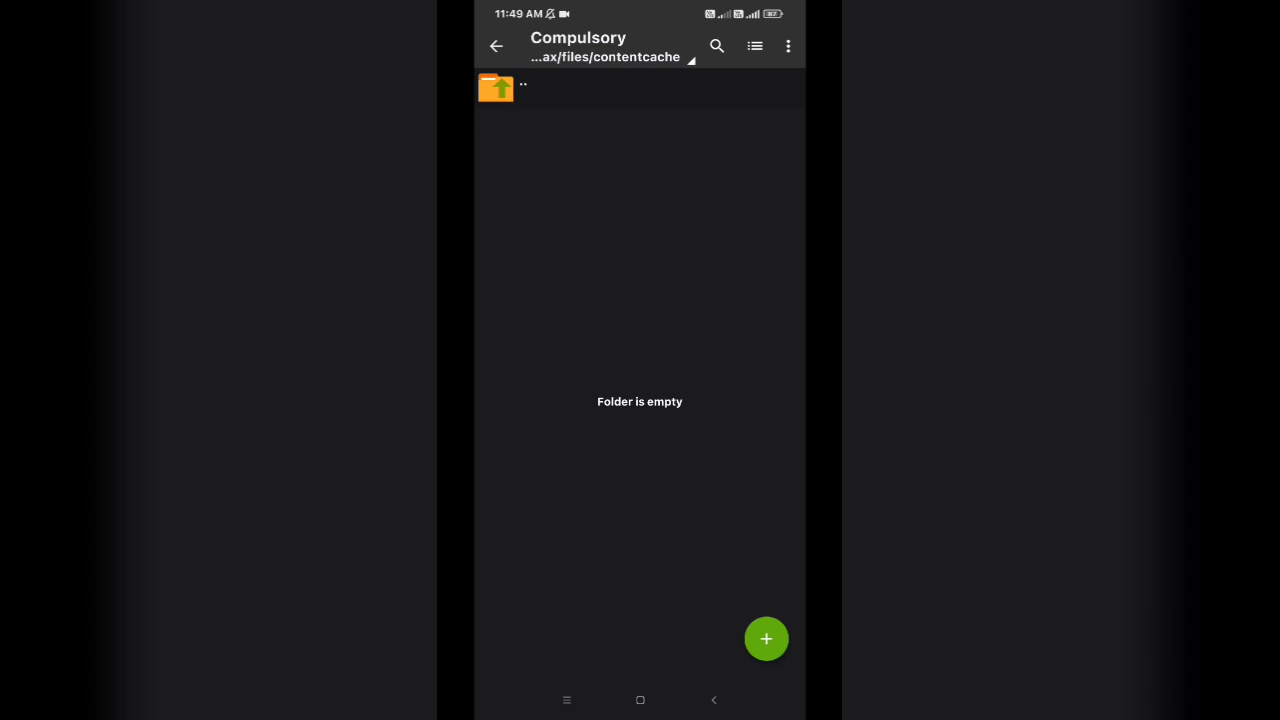 11:49 AM
Compulsory
...ax/files/contentcache
..
Folder is empty